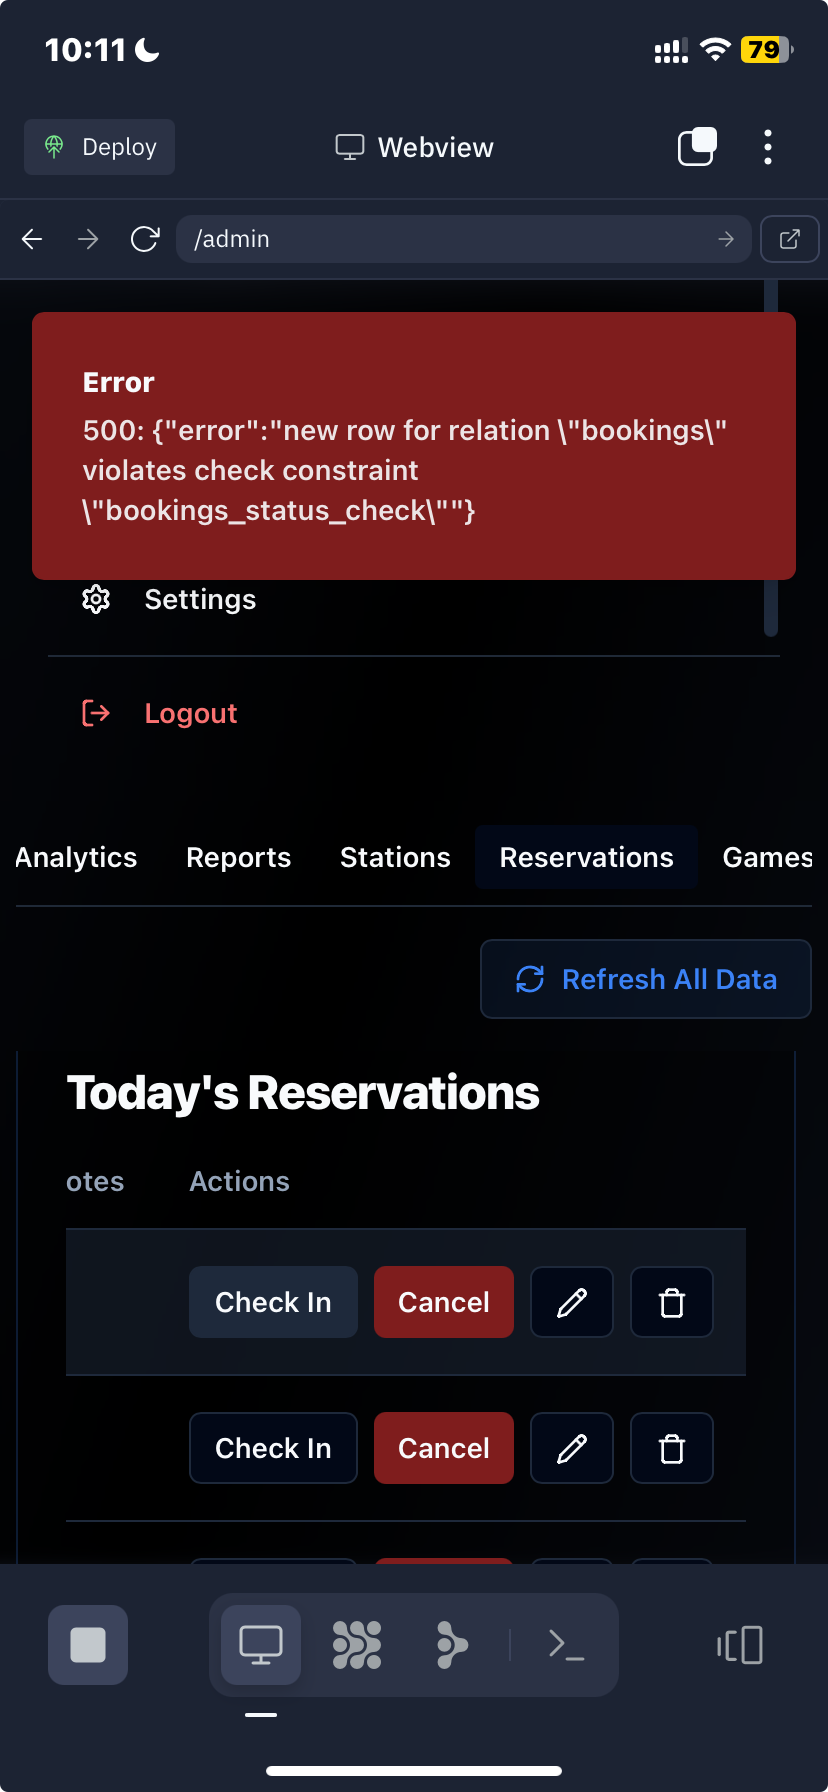 10:11
79
Deploy
Webview
/admin
Error
500: {"error":"new row for relation \"bookings\"
violates check constraint
\"bookings_status_check\""}
Settings
Logout
Analytics Reports Stations Reservations Games
Refresh All Data
Today's Reservations
otes Actions
Check In Cancel
Check In Cancel